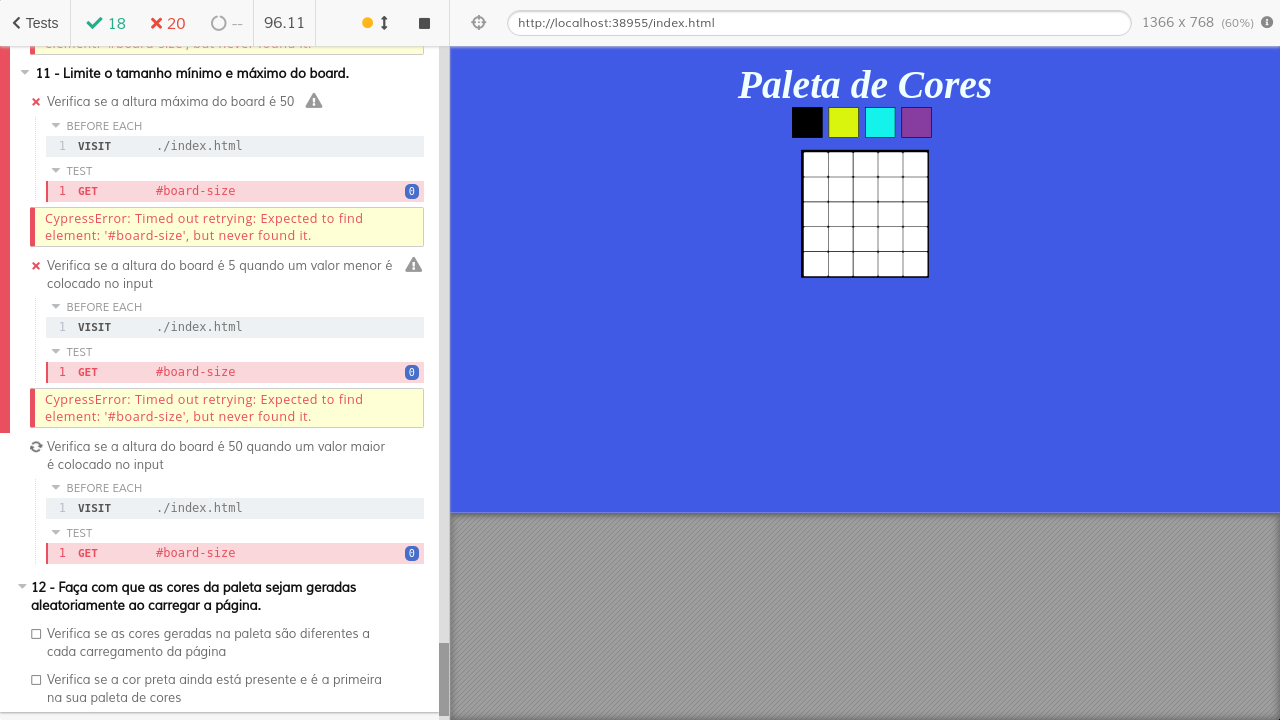 Tests
18
20
--
96.11
http://localhost:38955/index.html
1366 x 768 (60%)
element: '#board-size', but never found it.
11 - Limite o tamanho mínimo e máximo do board.
Verifica se a altura máxima do board é 50
BEFORE EACH
1 VISIT ./index.html
TEST
1 GET #board-size 0
CypressError: Timed out retrying: Expected to find
element: '#board-size', but never found it.
Verifica se a altura do board é 5 quando um valor menor é
colocado no input
BEFORE EACH
1 VISIT ./index.html
TEST
1 GET #board-size 0
CypressError: Timed out retrying: Expected to find
element: '#board-size', but never found it.
Verifica se a altura do board é 50 quando um valor maior
é colocado no input
BEFORE EACH
1 VISIT ./index.html
TEST
1 GET #board-size 0
12 - Faça com que as cores da paleta sejam geradas
aleatoriamente ao carregar a página.
Verifica se as cores geradas na paleta são diferentes a
cada carregamento da página
Verifica se a cor preta ainda está presente e é a primeira
na sua paleta de cores
Paleta de Cores